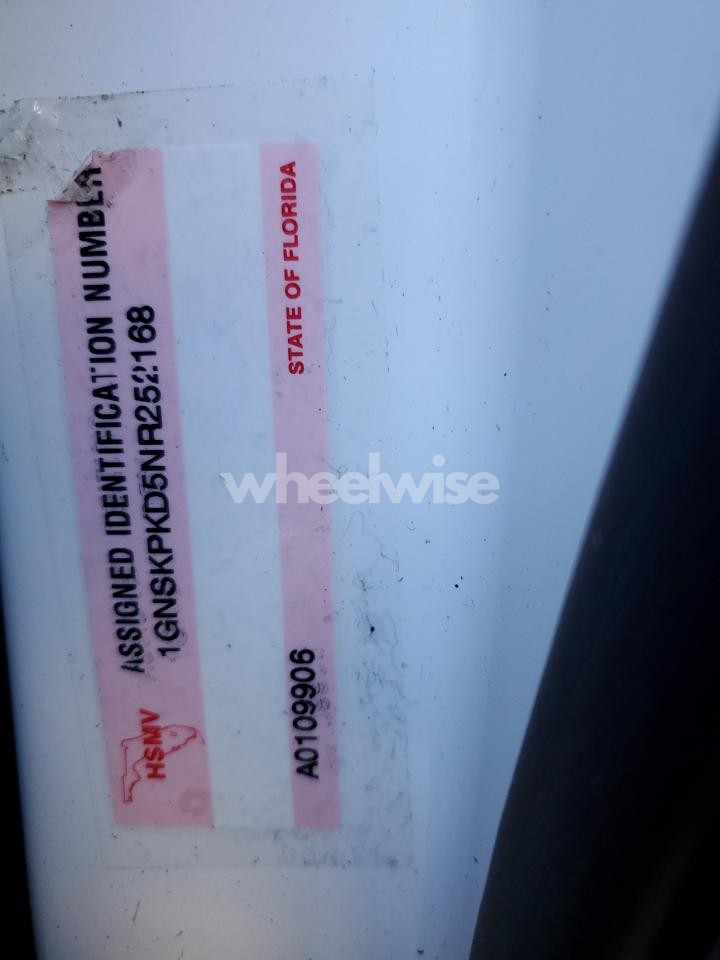 ASSIGNED IDENTIFICATION NUMBER
1GNSKPKD5NR252168
HSMV
STATE OF FLORIDA
A0109906
wheelwise